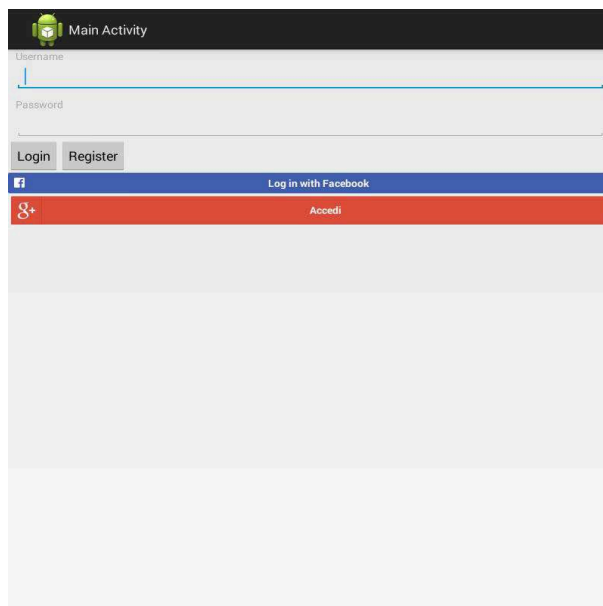 Main Activity
Username
Password
Login Register
f Log in with Facebook
g+ Accedi